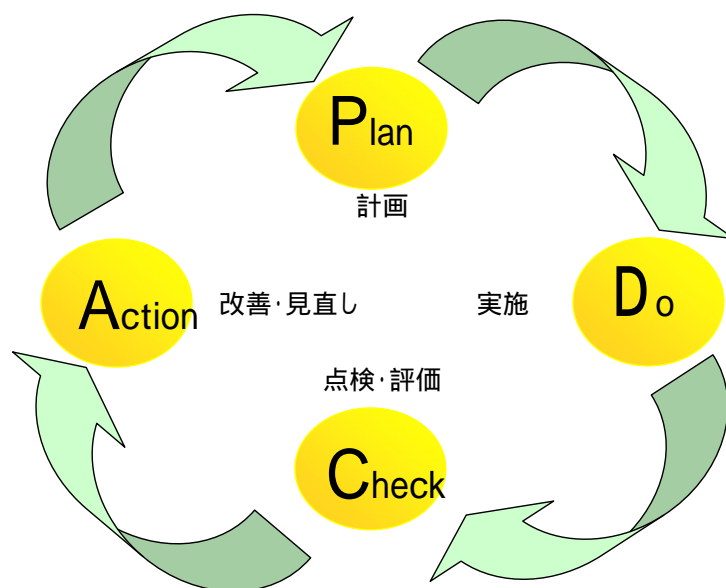 Plan
計画
Action
改善・見直し
実施
Do
点検・評価
Check